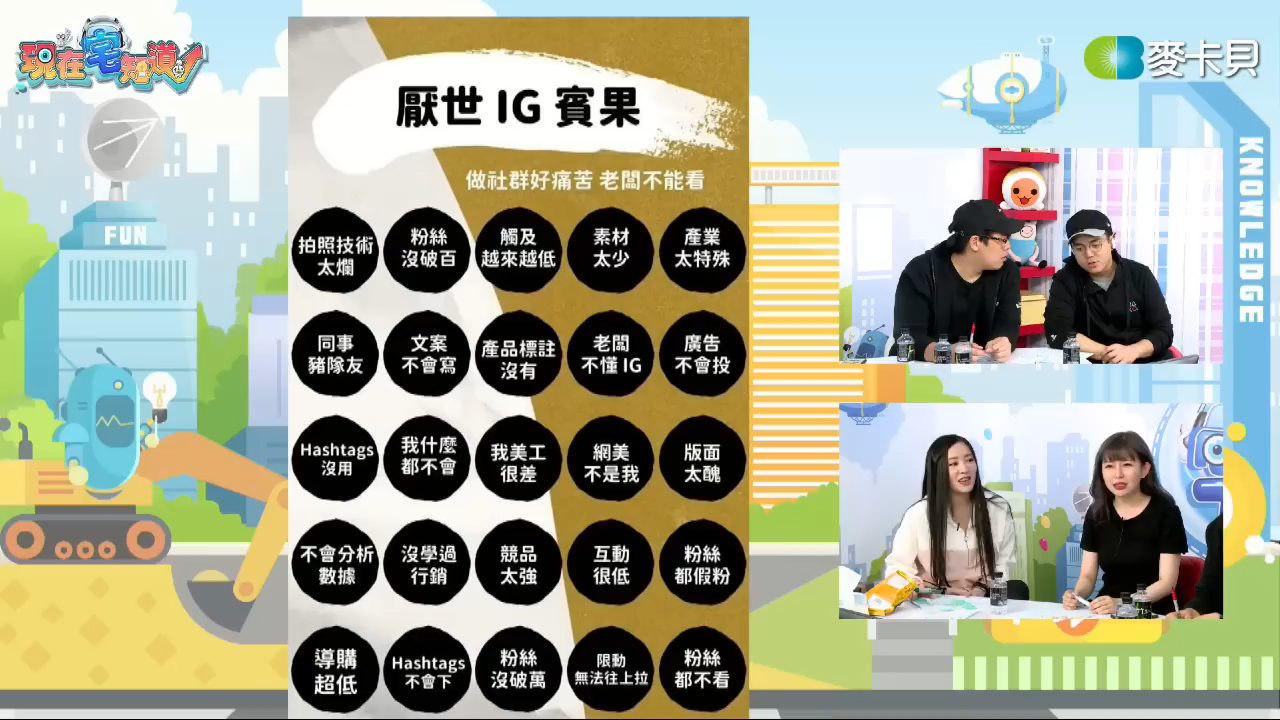 現在宅知道
麥卡貝
KNOWLEDGE
FUN
厭世 IG 賓果
做社群好痛苦 老闆不能看
拍照技術
太爛
粉絲
沒破百
觸及
越來越低
素材
太少
產業
太特殊
同事
豬隊友
文案
不會寫
產品標註
沒有
老闆
不懂 IG
廣告
不會投
Hashtags
沒用
我什麼
都不會
我美工
很差
網美
不是我
版面
太醜
不會分析
數據
沒學過
行銷
競品
太強
互動
很低
粉絲
都假粉
導購
超低
Hashtags
不會下
粉絲
沒破萬
限動
無法往上拉
粉絲
都不看